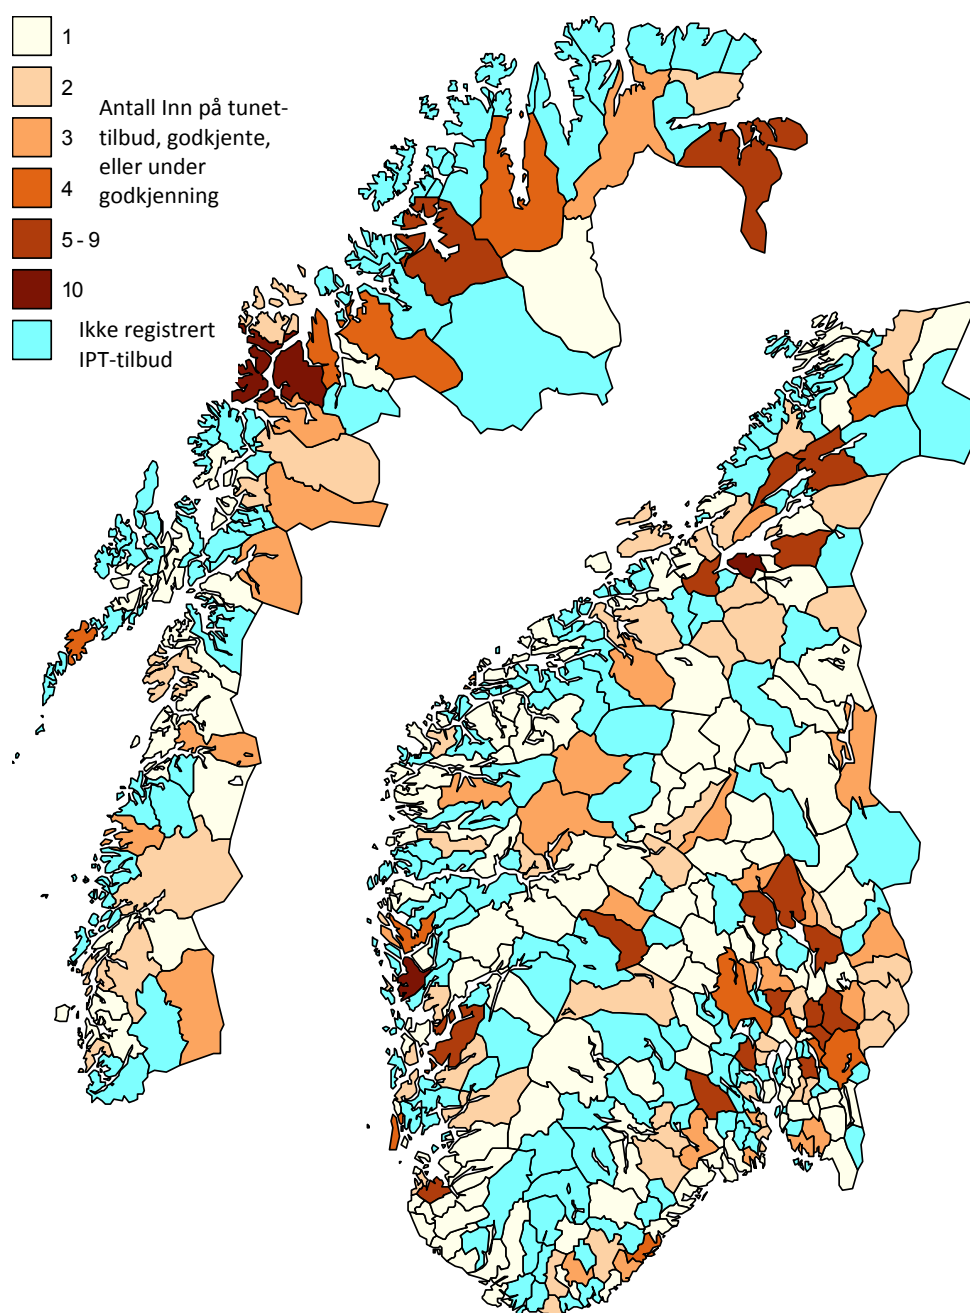 1
2
3
4
5 - 9
10
Antall Inn på tunet-
tilbud, godkjente,
eller under
godkjenning
Ikke registrert
IPT-tilbud